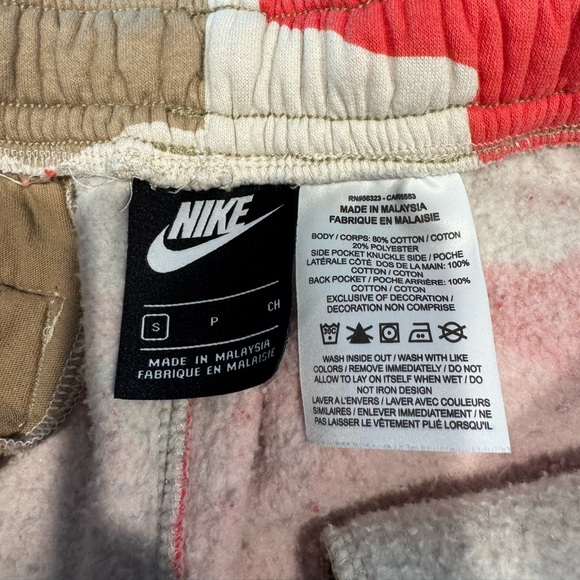 NIKE
S P CH
MADE IN MALAYSIA
FABRIQUE EN MALAISIE
RN#56323 - CA#05553
MADE IN MALAYSIA
FABRIQUE EN MALAISIE
BODY / CORPS: 80% COTTON / COTON
20% POLYESTER
SIDE POCKET KNUCKLE SIDE / POCHE
LATÉRALE CÔTÉ DOS DE LA MAIN: 100%
COTTON / COTON
BACK POCKET / POCHE ARRIÈRE: 100%
COTTON / COTON
EXCLUSIVE OF DECORATION /
DECORATION NON COMPRISE
WASH INSIDE OUT / WASH WITH LIKE
COLORS / REMOVE IMMEDIATELY / DO NOT
ALLOW TO LAY ON ITSELF WHEN WET / DO
NOT IRON DESIGN
LAVER A L'ENVERS / LAVER AVEC COULEURS
SIMILAIRES / ENLEVER IMMEDIATEMENT / NE
PAS LAISSER LE VÊTEMENT PLIÉ LORSQU'IL